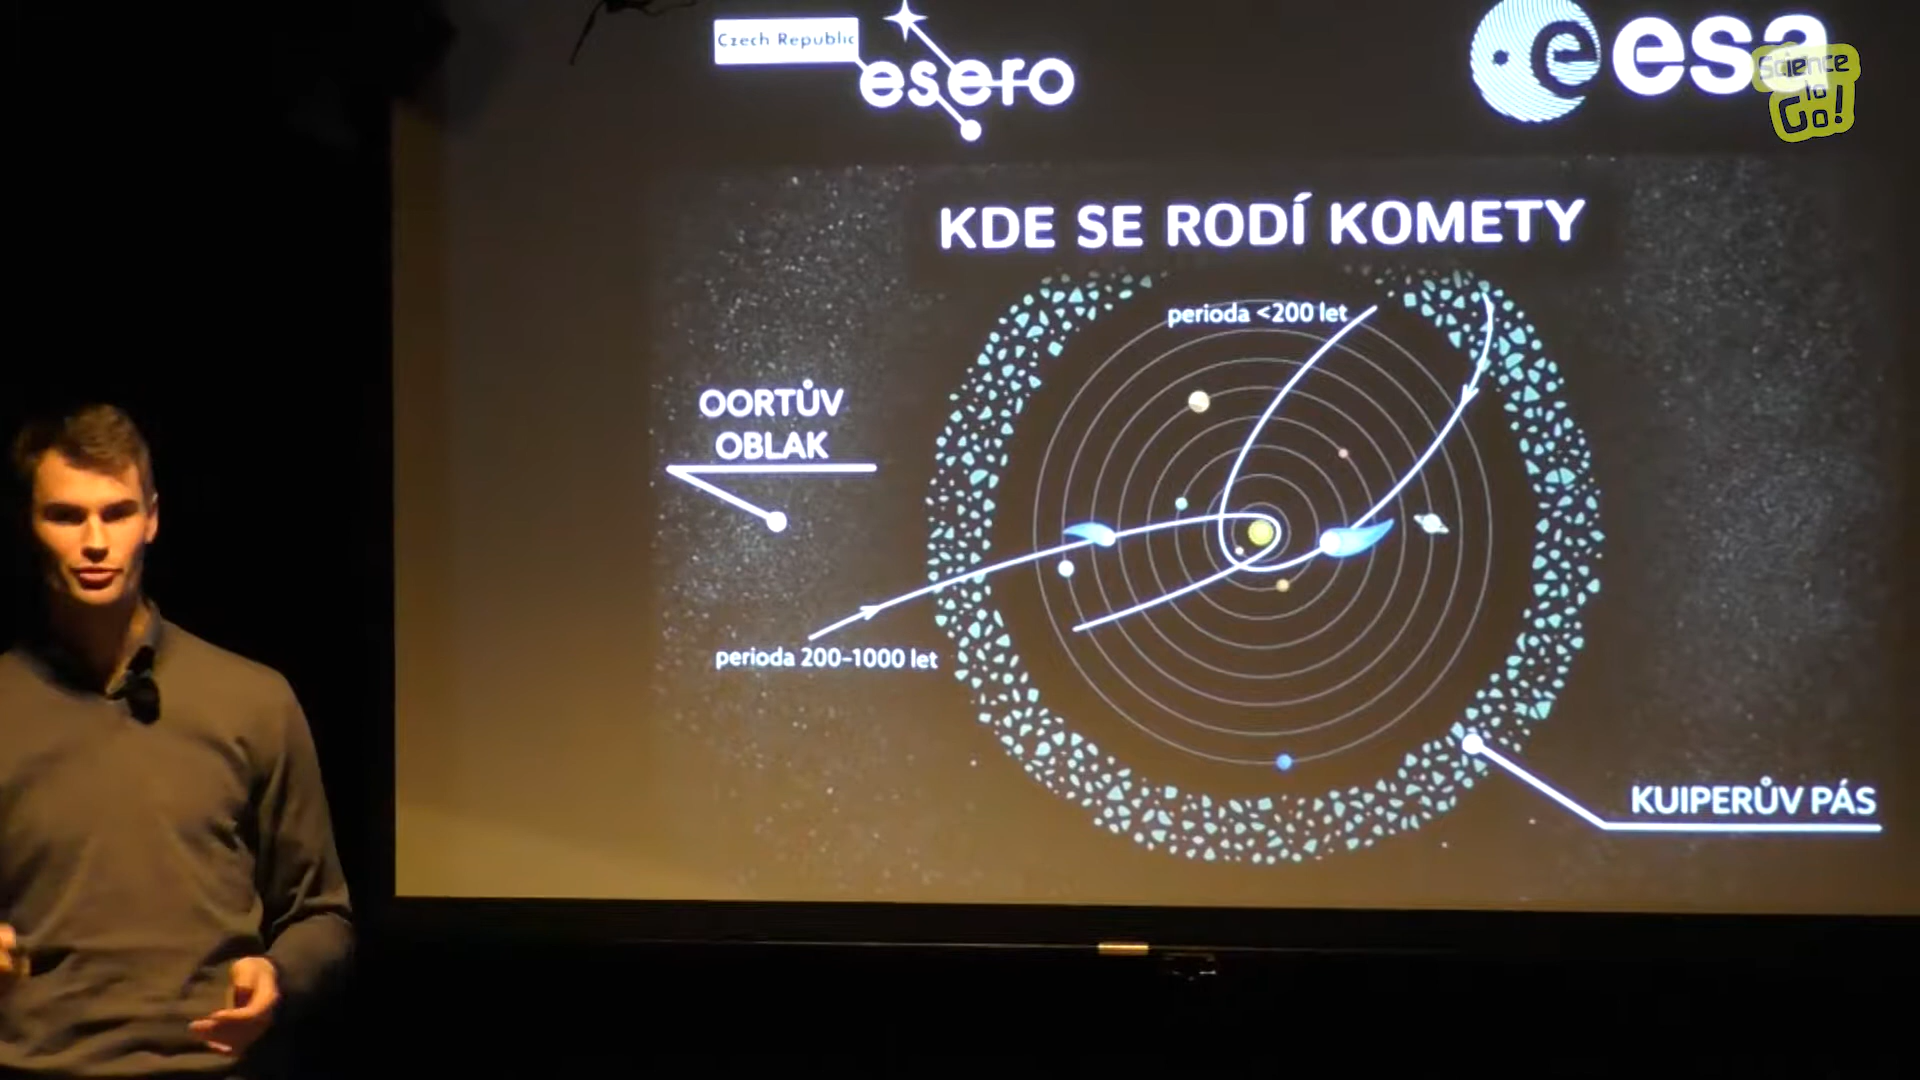 Czech Republic
esero
esa
Science
to
Go!
KDE SE RODÍ KOMETY
perioda <200 let
OORTŮV
OBLAK
perioda 200-1000 let
KUIPERŮV PÁS